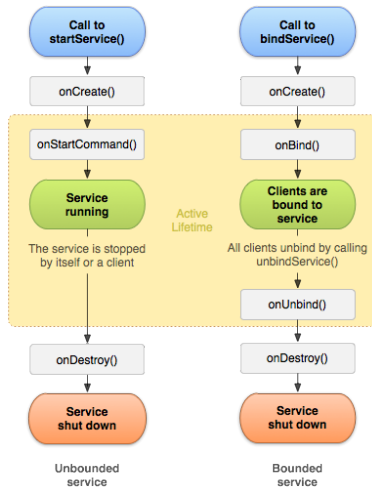 Call to
startService()
onCreate()
onStartCommand()
Service
running
The service is stopped
by itself or a client
onDestroy()
Service
shut down
Unbounded
service
Active
Lifetime
Call to
bindService()
onCreate()
onBind()
Clients are
bound to
service
All clients unbind by calling
unbindService()
onUnbind()
onDestroy()
Service
shut down
Bounded
service